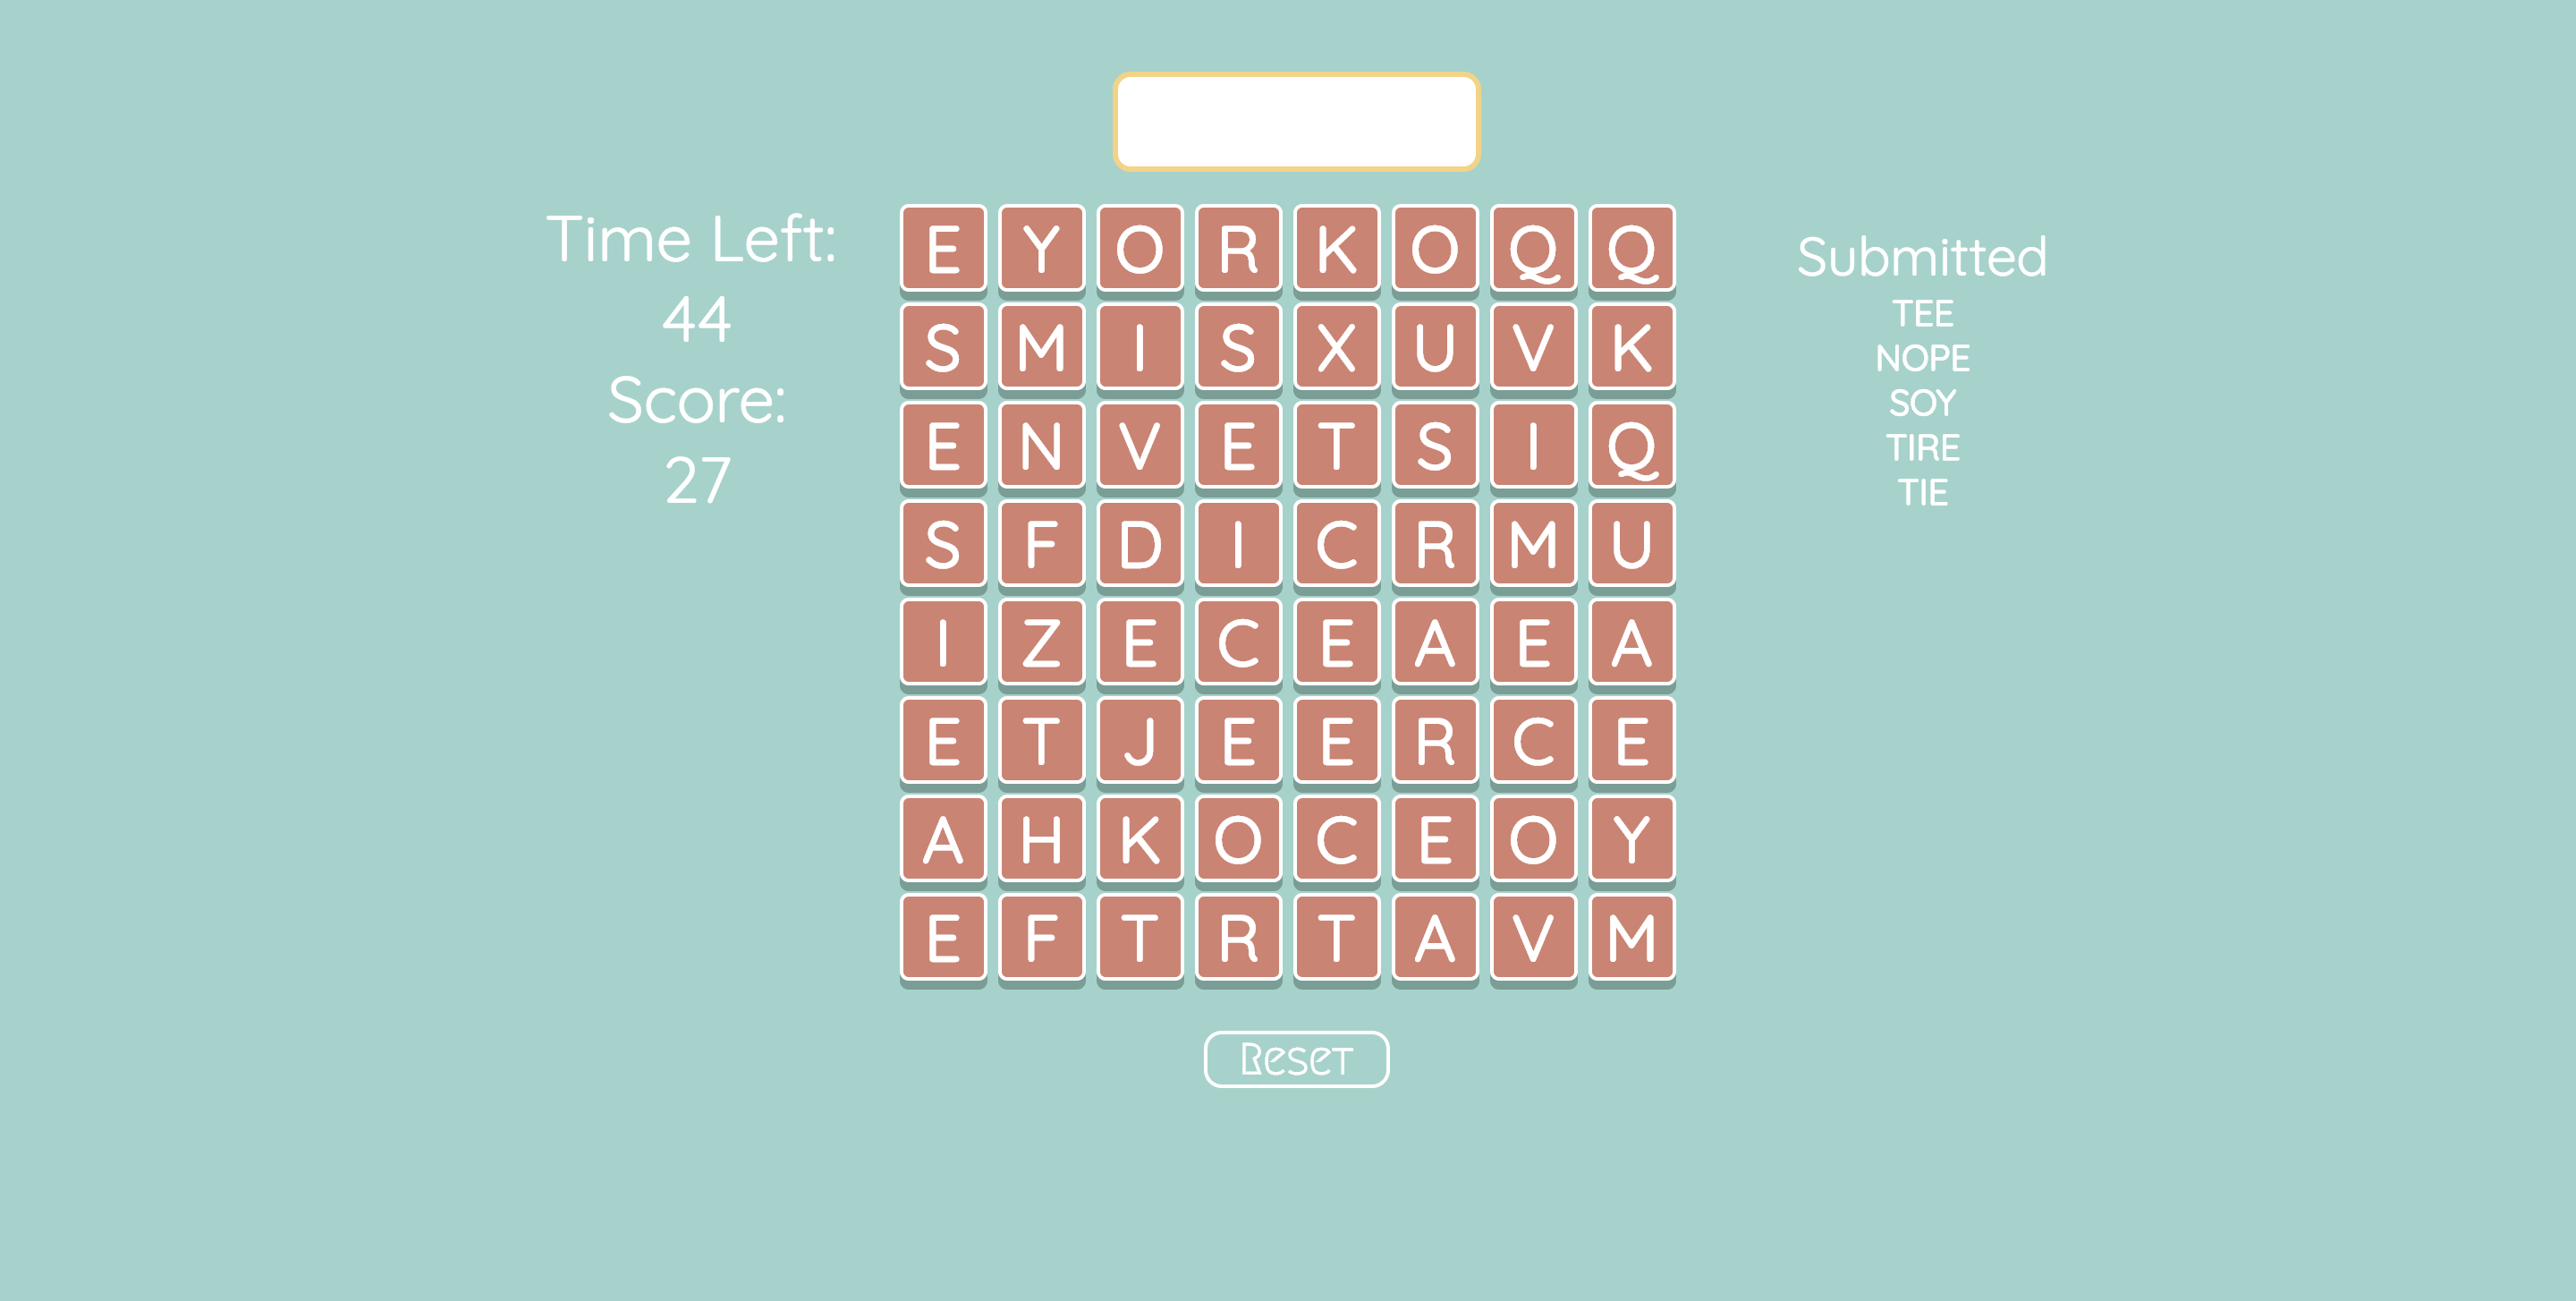 Time Left:
44
Score:
27
E Y O R K O Q Q
S M I S X U V K
E N V E T S I Q
S F D I C R M U
I Z E C E A E A
E T J E E R C E
A H K O C E O Y
E F T R T A V M
Submitted
TEE
NOPE
SOY
TIRE
TIE
Reset